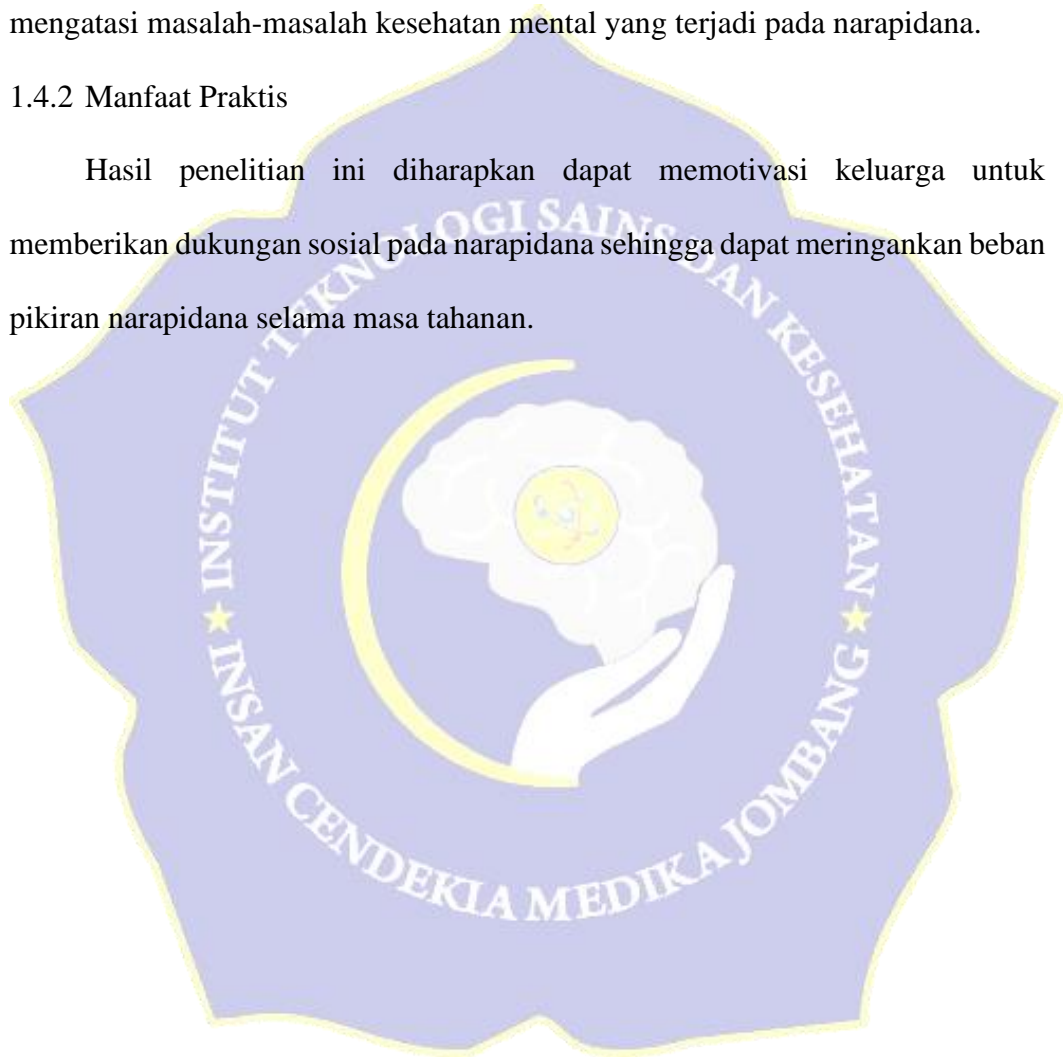 mengatasi masalah-masalah kesehatan mental yang terjadi pada narapidana.
1.4.2 Manfaat Praktis
Hasil penelitian ini diharapkan dapat memotivasi keluarga untuk
memberikan dukungan sosial pada narapidana sehingga dapat meringankan beban
pikiran narapidana selama masa tahanan.
INSTITUT TEKNOLOGI SAINS DAN KESEHATAN
INSAN CENDEKIA MEDIKA JOMBANG